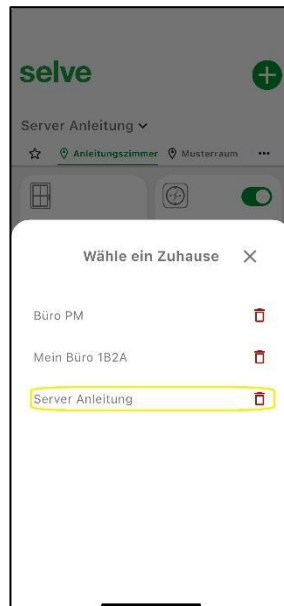 selve
Server Anleitung
Anleitungszimmer Musterraum ...
Wähle ein Zuhause
Büro PM
Mein Büro 1B2A
Server Anleitung